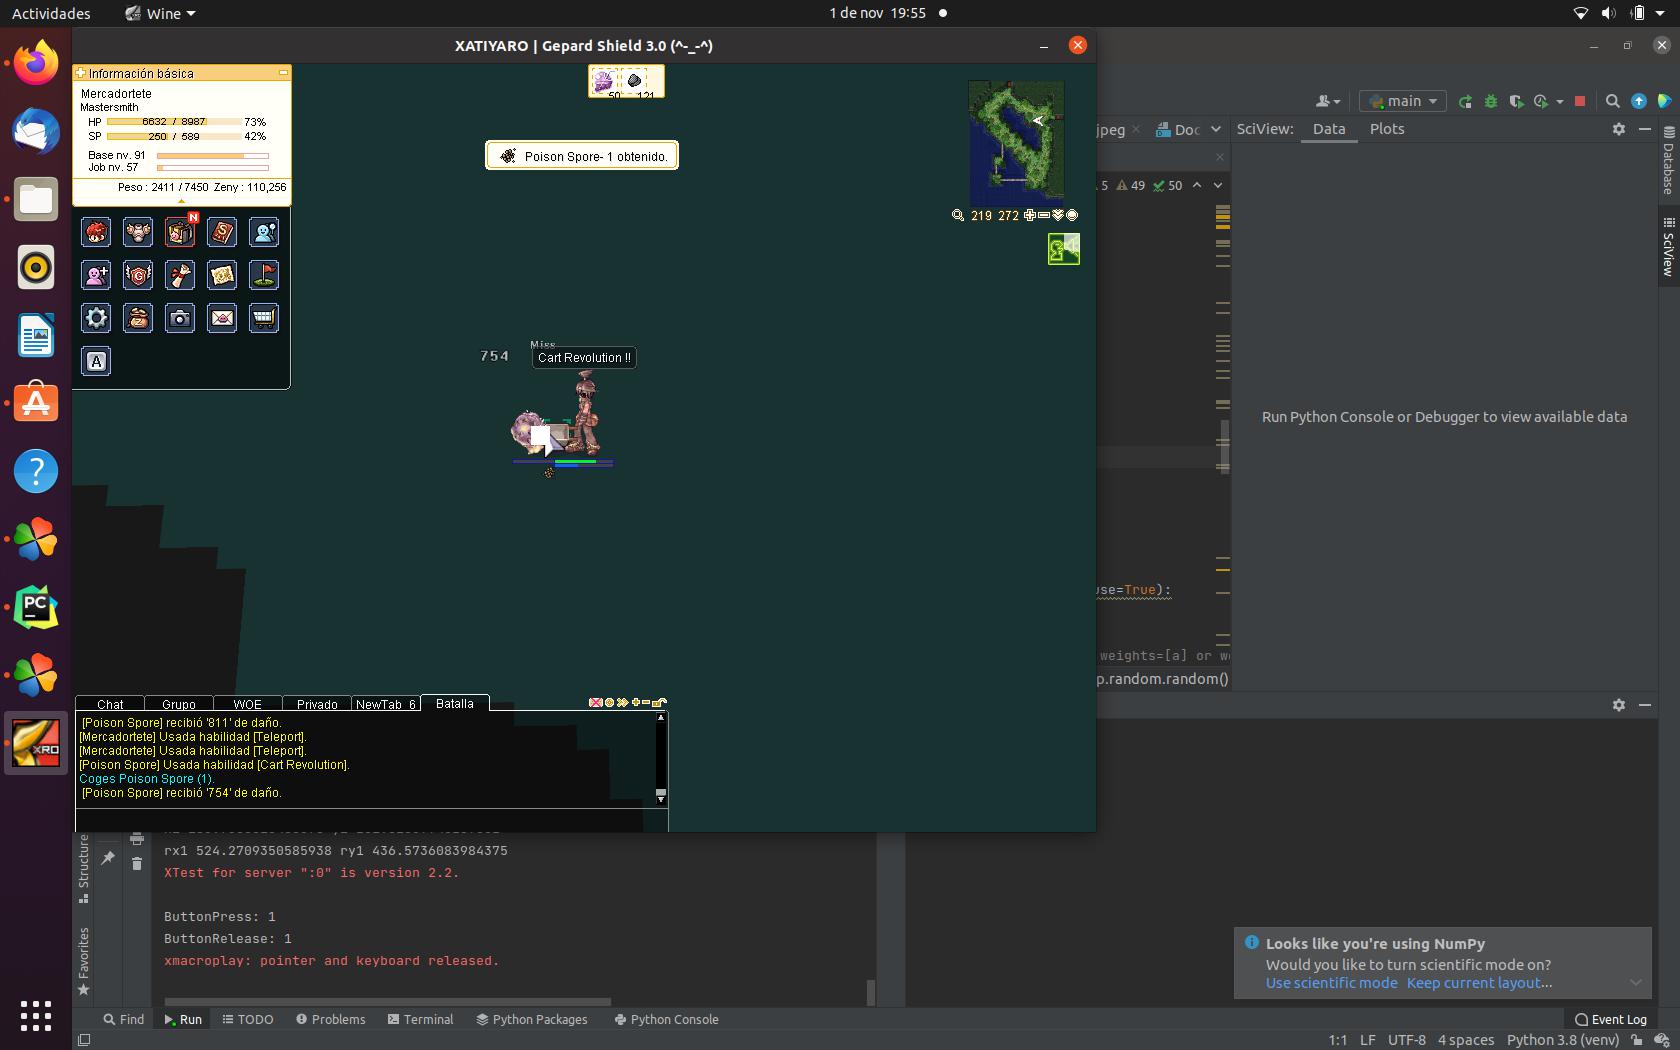 Actividades
Wine
1 de nov 19:55
XATIYARO | Gepard Shield 3.0 (^-_-^)
Información básica
Mercadortete
Mastersmith
HP 6632 / 8987 73%
SP 250 / 589 42%
Base nv. 91
Job nv. 57
Peso : 2411 / 7450 Zeny : 110,256
N
A
50 121
Poison Spore- 1 obtenido.
219 272
754
Miss
Cart Revolution !!
Chat Grupo WOE Privado NewTab_6 Batalla
[Poison Spore] recibió '811' de daño.
[Mercadortete] Usada habilidad [Teleport].
[Mercadortete] Usada habilidad [Teleport].
[Poison Spore] Usada habilidad [Cart Revolution].
Coges Poison Spore (1).
[Poison Spore] recibió '754' de daño.
main
jpeg Doc SciView: Data Plots
5 49 50
Run Python Console or Debugger to view available data
use=True):
weights=[a] or w
p.random.random()
Database
SciView
PC
XRO
rx1 524.2709350585938 ry1 436.5736083984375
XTest for server ":0" is version 2.2.
ButtonPress: 1
ButtonRelease: 1
xmacroplay: pointer and keyboard released.
Structure
Favorites
Looks like you're using NumPy
Would you like to turn scientific mode on?
Use scientific mode Keep current layout...
Find Run TODO Problems Terminal Python Packages Python Console Event Log
1:1 LF UTF-8 4 spaces Python 3.8 (venv)